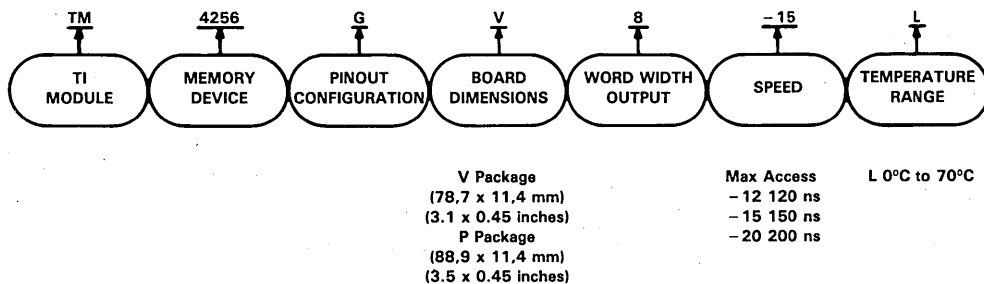 TM 4256 G V 8 -15 L
TI MODULE
MEMORY DEVICE
PINOUT CONFIGURATION
BOARD DIMENSIONS
WORD WIDTH OUTPUT
SPEED
TEMPERATURE RANGE
V Package
(78,7 x 11,4 mm)
(3.1 x 0.45 inches)
P Package
(88,9 x 11,4 mm)
(3.5 x 0.45 inches)
Max Access
-12 120 ns
-15 150 ns
-20 200 ns
L 0°C to 70°C